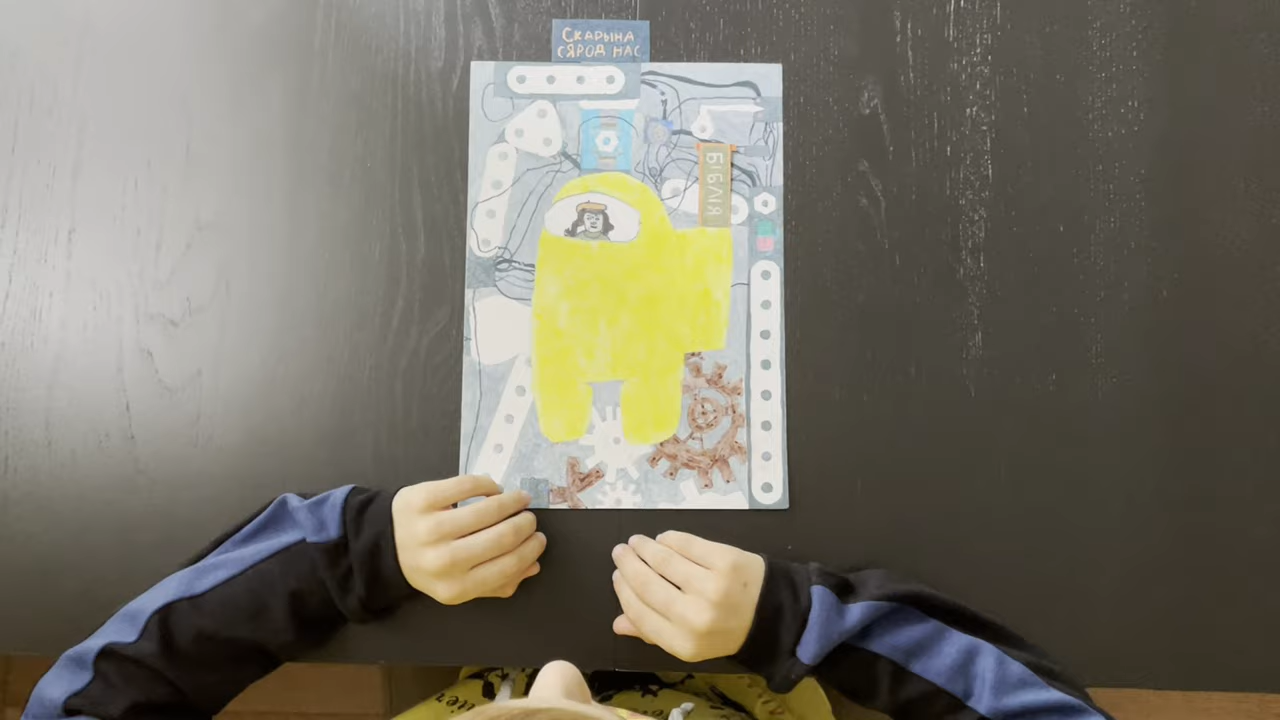 Скарына
сярод нас
Біблія